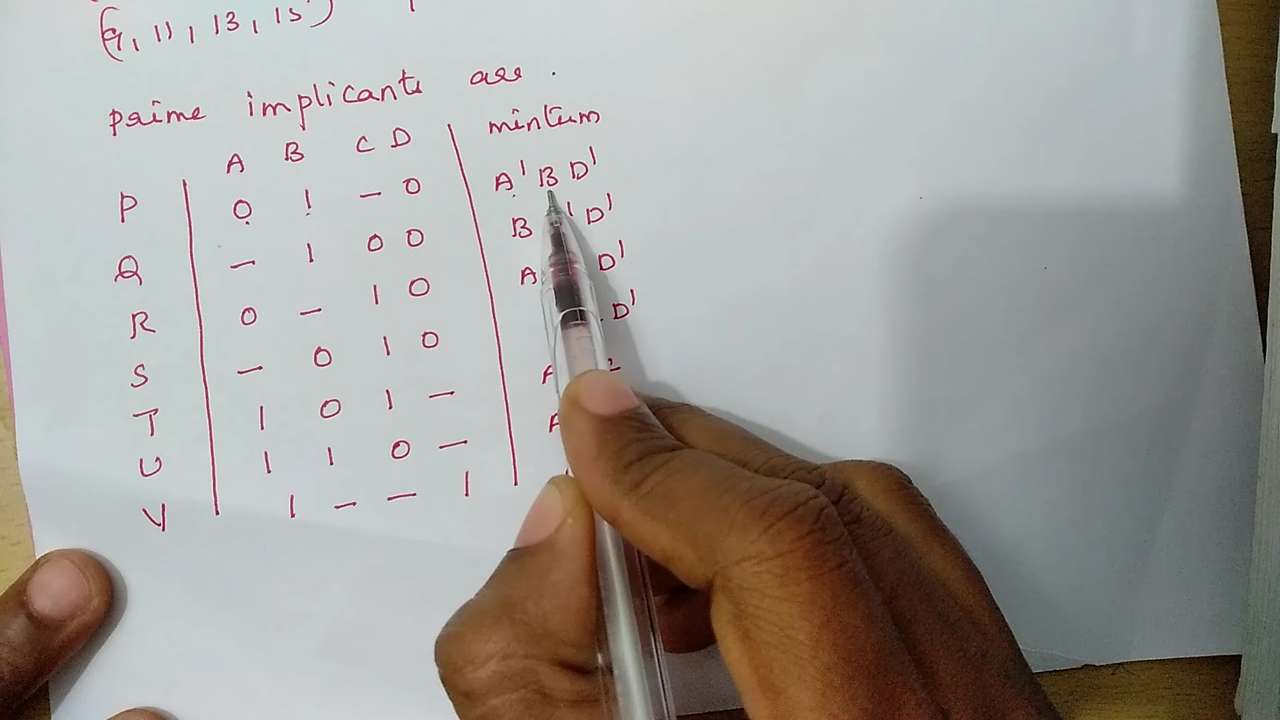 (9, 11, 13, 15)
prime implicants are.
A B C D minterm
P 0 1 - 0 A' B D'
Q - 1 0 0 B ' D'
R 0 - 1 0 A D'
S - 0 1 0 D'
T 1 0 1 -
U 1 1 0 -
V 1 - - 1